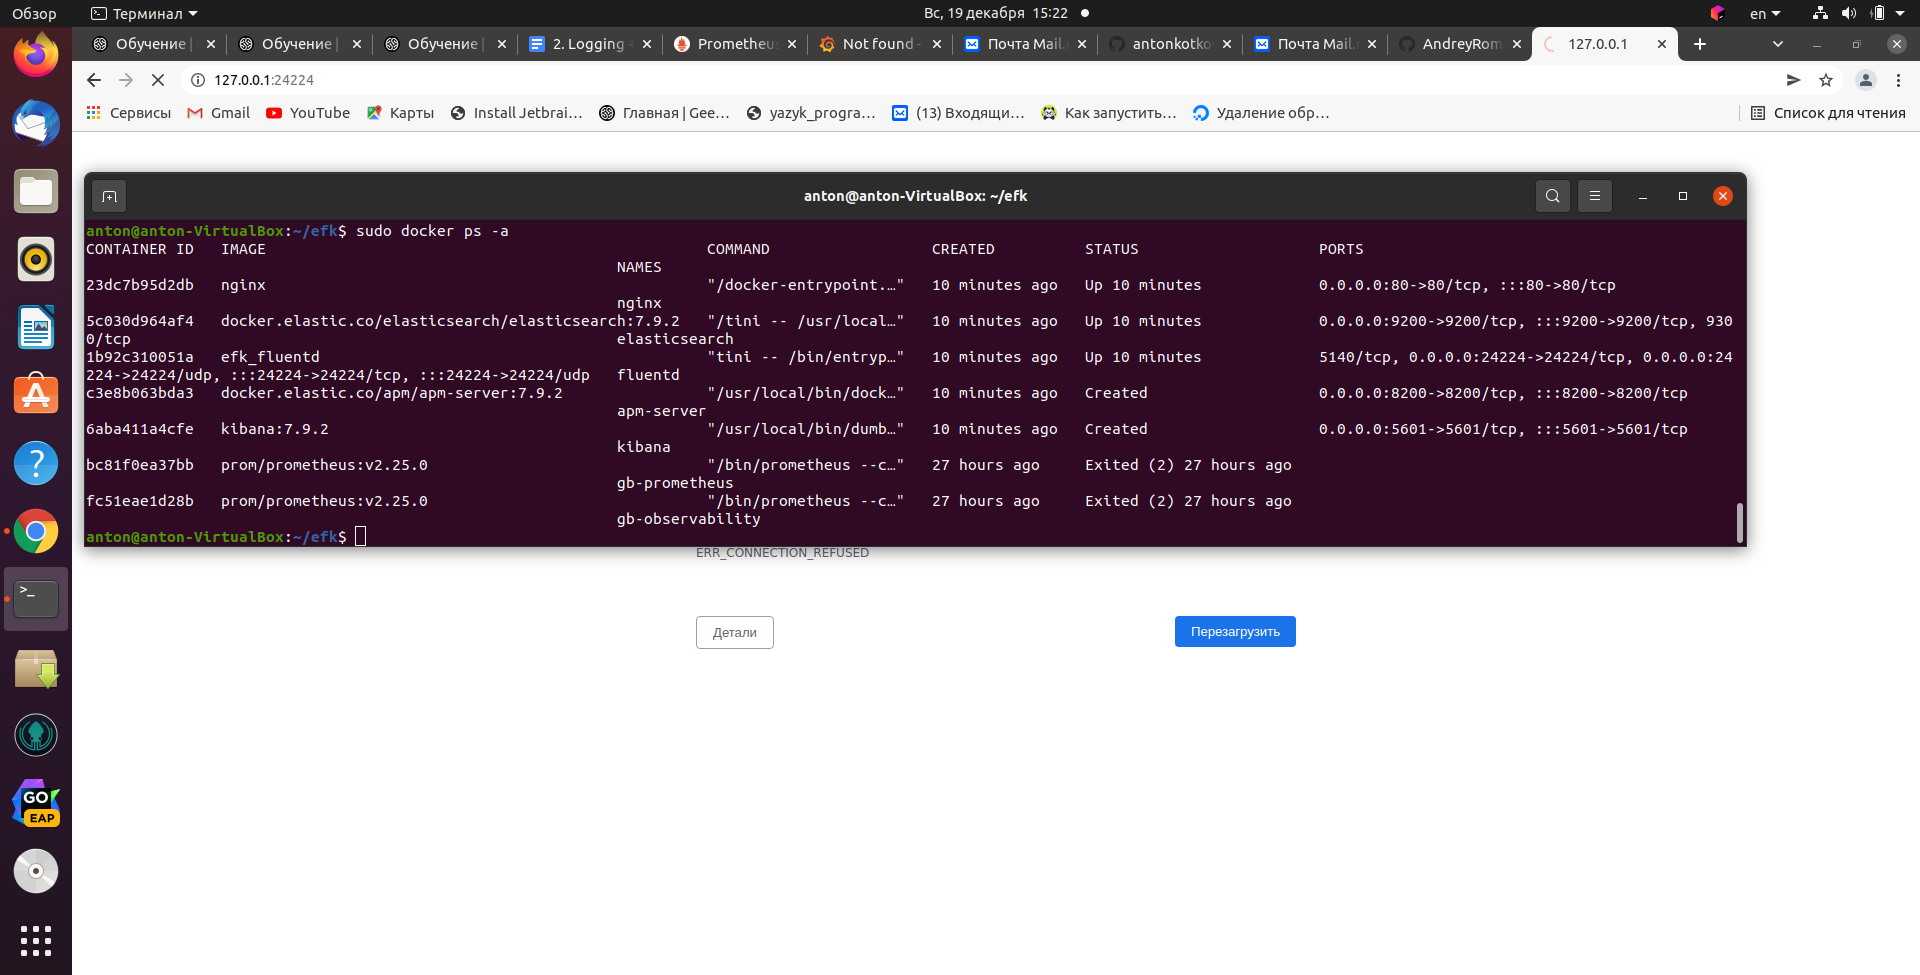 Обзор
Терминал
Вс, 19 декабря 15:22
en
Обучение |
Обучение |
Обучение |
2. Logging
Prometheu
Not found
Почта Mail.
antonkotko
Почта Mail.
AndreyRom
127.0.0.1
127.0.0.1:24224
Сервисы
Gmail
YouTube
Карты
Install Jetbrai…
Главная | Gee…
yazyk_progra…
(13) Входящи…
Как запустить…
Удаление обр…
Список для чтения
anton@anton-VirtualBox: ~/efk
anton@anton-VirtualBox:~/efk$ sudo docker ps -a
CONTAINER ID IMAGE COMMAND CREATED STATUS PORTS
NAMES
23dc7b95d2db nginx "/docker-entrypoint.…" 10 minutes ago Up 10 minutes 0.0.0.0:80->80/tcp, :::80->80/tcp
nginx
5c030d964af4 docker.elastic.co/elasticsearch/elasticsearch:7.9.2 "/tini -- /usr/local…" 10 minutes ago Up 10 minutes 0.0.0.0:9200->9200/tcp, :::9200->9200/tcp, 930
0/tcp elasticsearch
1b92c310051a efk_fluentd "tini -- /bin/entryp…" 10 minutes ago Up 10 minutes 5140/tcp, 0.0.0.0:24224->24224/tcp, 0.0.0.0:24
224->24224/udp, :::24224->24224/tcp, :::24224->24224/udp fluentd
c3e8b063bda3 docker.elastic.co/apm/apm-server:7.9.2 "/usr/local/bin/dock…" 10 minutes ago Created 0.0.0.0:8200->8200/tcp, :::8200->8200/tcp
apm-server
6aba411a4cfe kibana:7.9.2 "/usr/local/bin/dumb…" 10 minutes ago Created 0.0.0.0:5601->5601/tcp, :::5601->5601/tcp
kibana
bc81f0ea37bb prom/prometheus:v2.25.0 "/bin/prometheus --c…" 27 hours ago Exited (2) 27 hours ago
gb-prometheus
fc51eae1d28b prom/prometheus:v2.25.0 "/bin/prometheus --c…" 27 hours ago Exited (2) 27 hours ago
gb-observability
anton@anton-VirtualBox:~/efk$
ERR_CONNECTION_REFUSED
Детали
Перезагрузить
GO
EAP